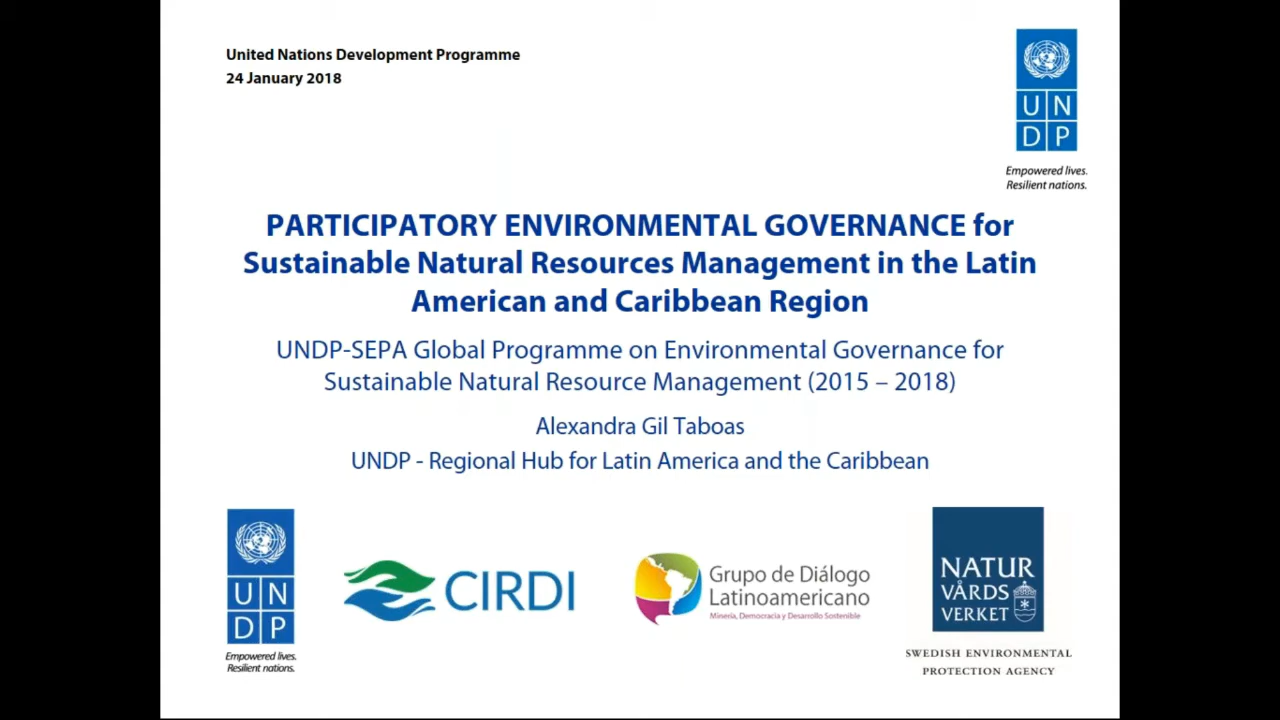 United Nations Development Programme
24 January 2018
U N
D P
Empowered lives.
Resilient nations.
PARTICIPATORY ENVIRONMENTAL GOVERNANCE for
Sustainable Natural Resources Management in the Latin
American and Caribbean Region
UNDP-SEPA Global Programme on Environmental Governance for
Sustainable Natural Resource Management (2015 – 2018)
Alexandra Gil Taboas
UNDP - Regional Hub for Latin America and the Caribbean
U N
D P
Empowered lives.
Resilient nations.
CIRDI
Grupo de Diálogo
Latinoamericano
Minería, Democracia y Desarrollo Sostenible
NATUR
VÅRDS
VERKET
SWEDISH ENVIRONMENTAL
PROTECTION AGENCY